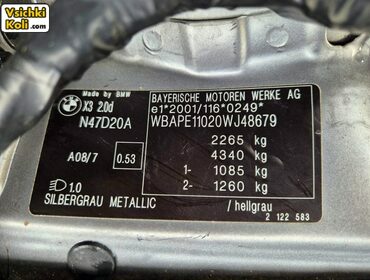 Vsichki
Koli.com
Made by BMW
X3 2.0d
N47D20A
A08/7
0.53
1.0
SILBERGRAU METALLIC
BAYERISCHE MOTOREN WERKE AG
e1*2001/116*0249*
WBAPE11020WJ48679
2265 kg
4340 kg
1- 1085 kg
2- 1260 kg
/hellgrau
2 122 583